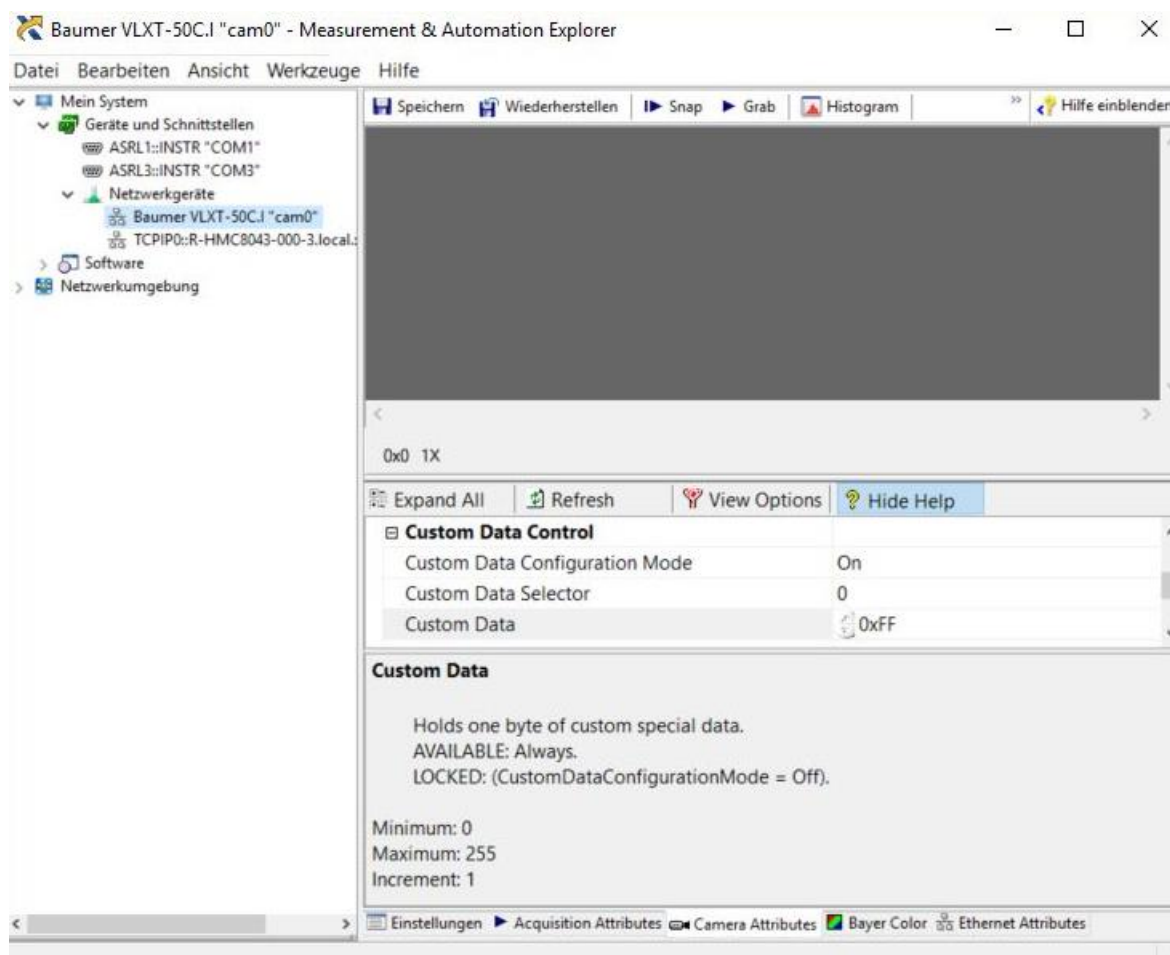 Baumer VLXT-50C.I "cam0" - Measurement & Automation Explorer
Datei Bearbeiten Ansicht Werkzeuge Hilfe
Mein System
Geräte und Schnittstellen
ASRL1::INSTR "COM1"
ASRL3::INSTR "COM3"
Netzwerkgeräte
Baumer VLXT-50C.I "cam0"
TCPIP0::R-HMC8043-000-3.local.:
Software
Netzwerkumgebung
Speichern Wiederherstellen Snap Grab Histogram » Hilfe einblenden
0x0 1X
Expand All Refresh View Options Hide Help
Custom Data Control
Custom Data Configuration Mode On
Custom Data Selector 0
Custom Data 0xFF
Custom Data
Holds one byte of custom special data.
AVAILABLE: Always.
LOCKED: (CustomDataConfigurationMode = Off).
Minimum: 0
Maximum: 255
Increment: 1
Einstellungen Acquisition Attributes Camera Attributes Bayer Color Ethernet Attributes